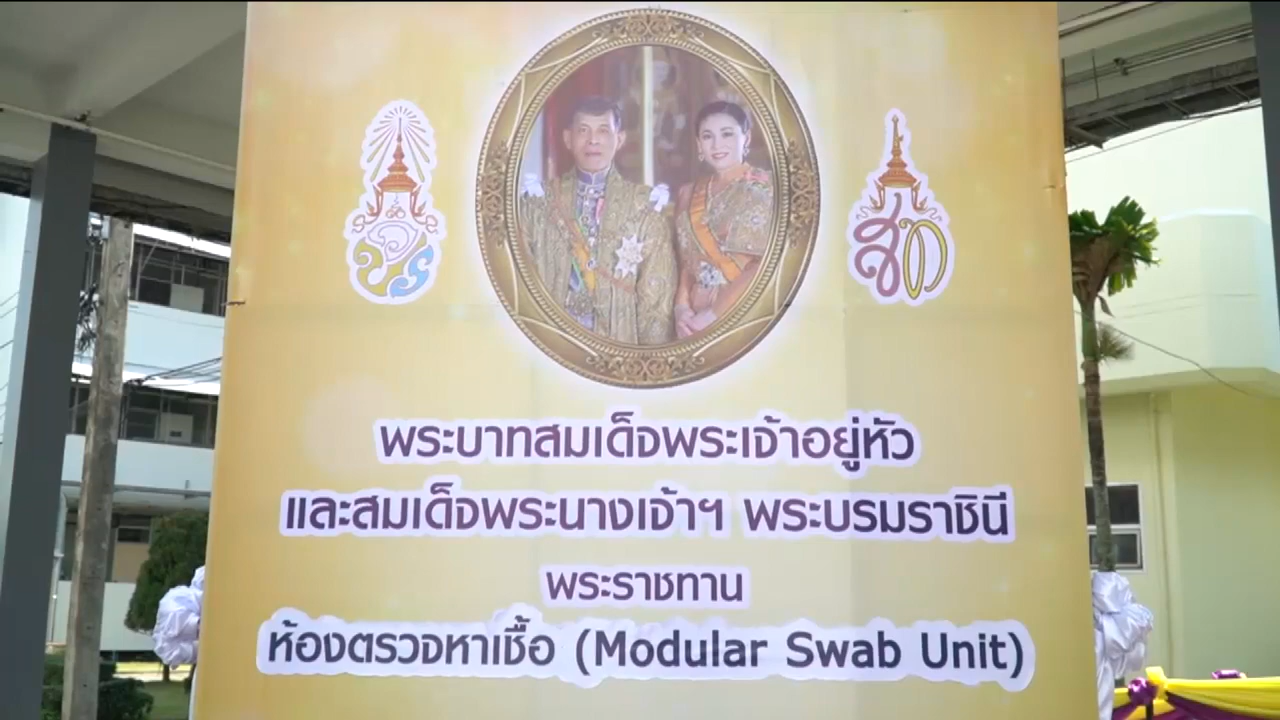 พระบาทสมเด็จพระเจ้าอยู่หัว
และสมเด็จพระนางเจ้าฯ พระบรมราชินี
พระราชทาน
ห้องตรวจหาเชื้อ (Modular Swab Unit)